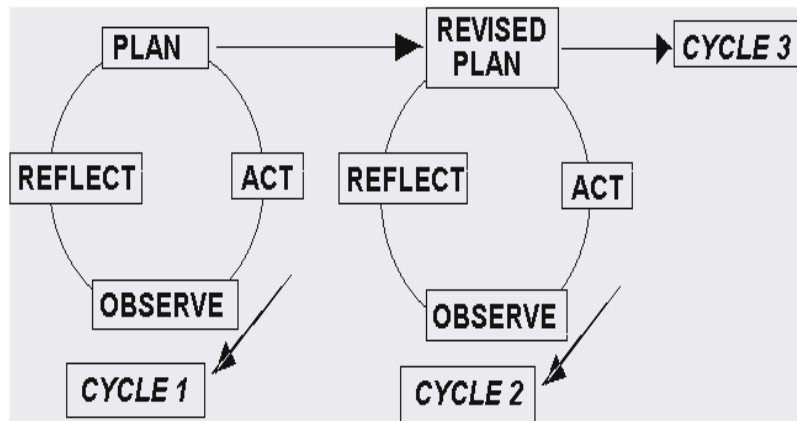 PLAN
REVISED
PLAN
CYCLE 3
REFLECT
ACT
REFLECT
ACT
OBSERVE
OBSERVE
CYCLE 1
CYCLE 2